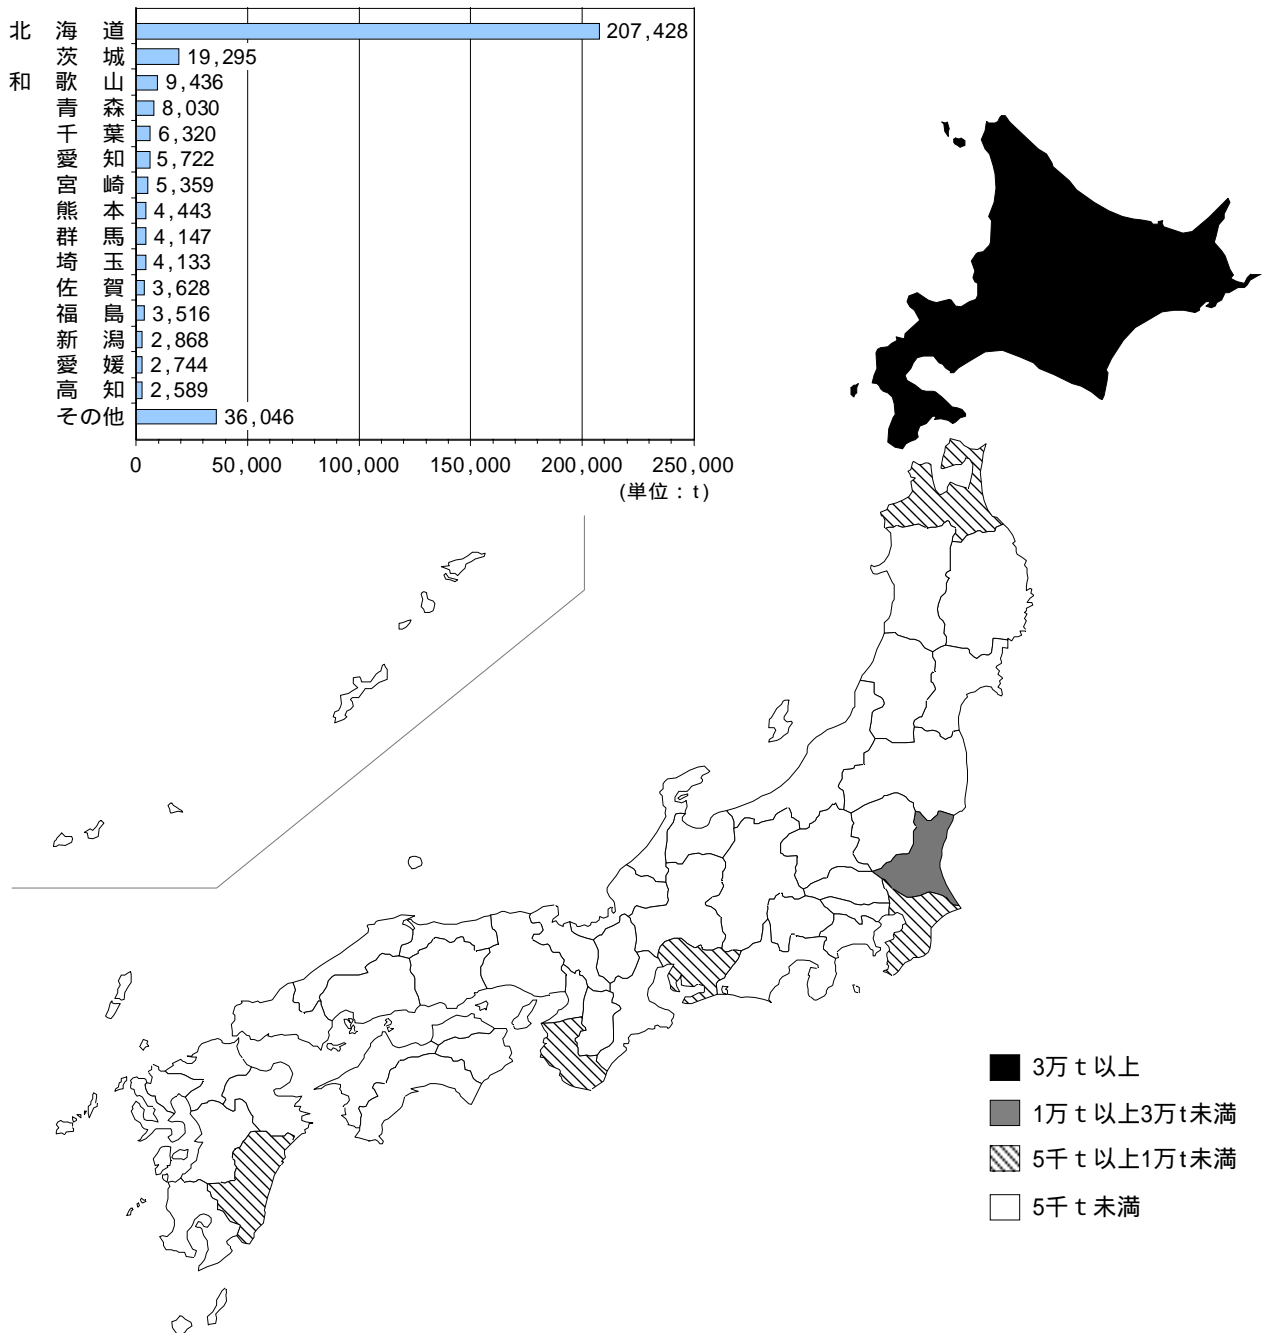 北海道 207,428
茨城 19,295
和歌山 9,436
青森 8,030
千葉 6,320
愛知 5,722
宮崎 5,359
熊本 4,443
群馬 4,147
埼玉 4,133
佐賀 3,628
福島 3,516
新潟 2,868
愛媛 2,744
高知 2,589
その他 36,046
0 50,000 100,000 150,000 200,000 250,000
(単位：t)
3万ｔ以上
1万ｔ以上3万t未満
5千ｔ以上1万t未満
5千ｔ未満